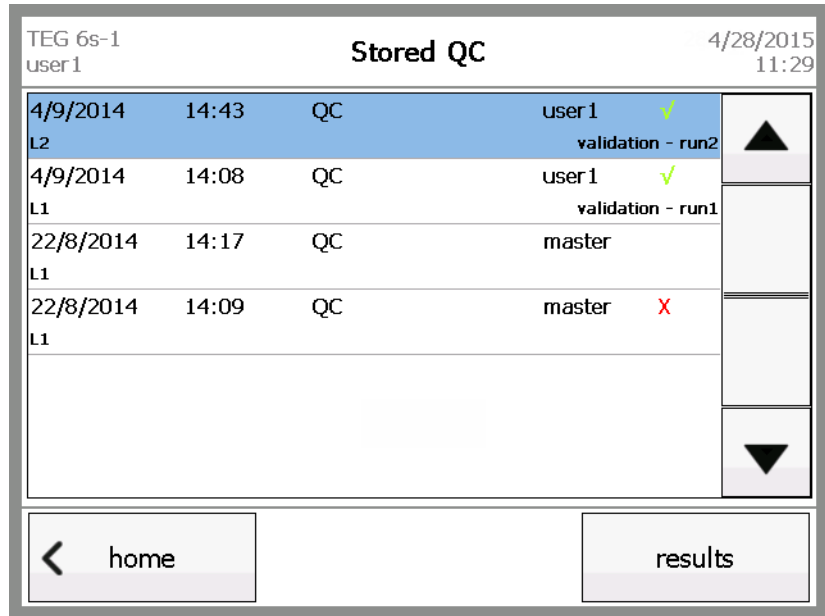 TEG 6s-1
user1
Stored QC
4/28/2015
11:29
4/9/2014 14:43 QC user1 √
L2 validation - run2
4/9/2014 14:08 QC user1 √
L1 validation - run1
22/8/2014 14:17 QC master
L1
22/8/2014 14:09 QC master X
L1
home
results